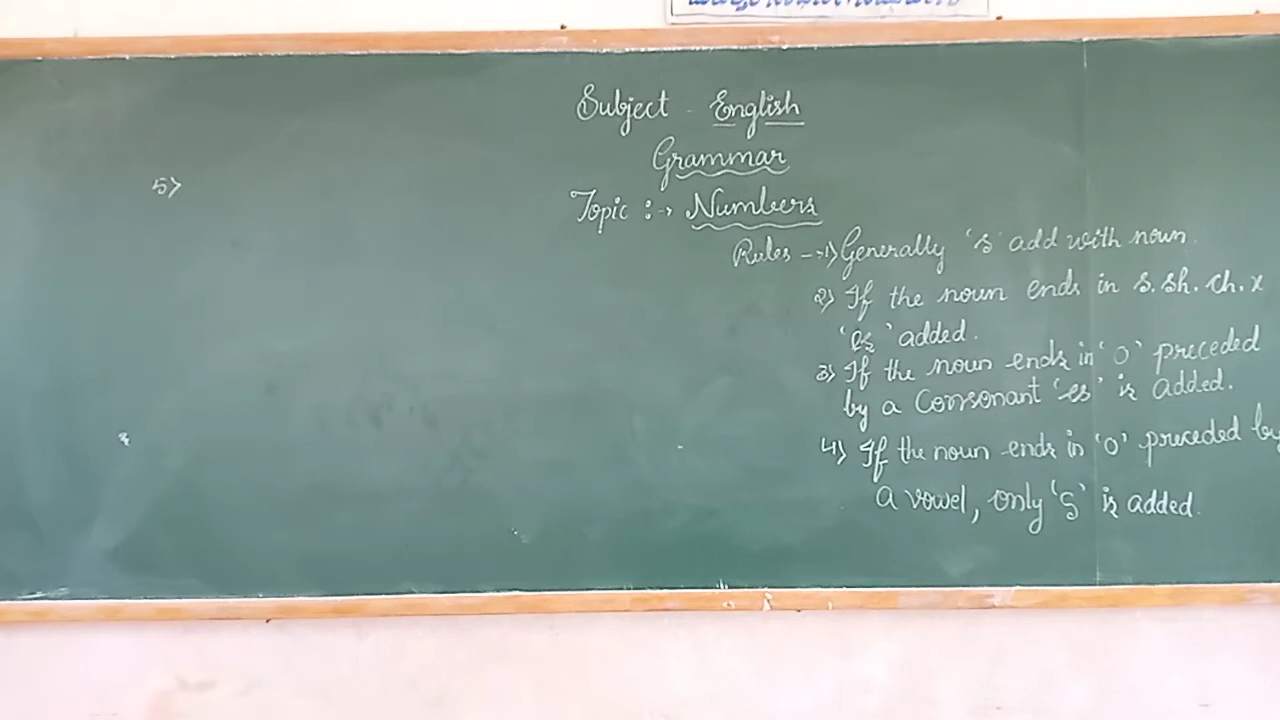 Subject - English
Grammar
Topic :→ Numbers
Rules -→1) Generally 's' add with noun.
2) If the noun ends in s. sh. ch. x
'es' added.
3) If the noun ends in 'o' preceded
by a consonant 'es' is added.
4) If the noun ends in 'o' preceded by
a vowel, only 's' is added.
5)